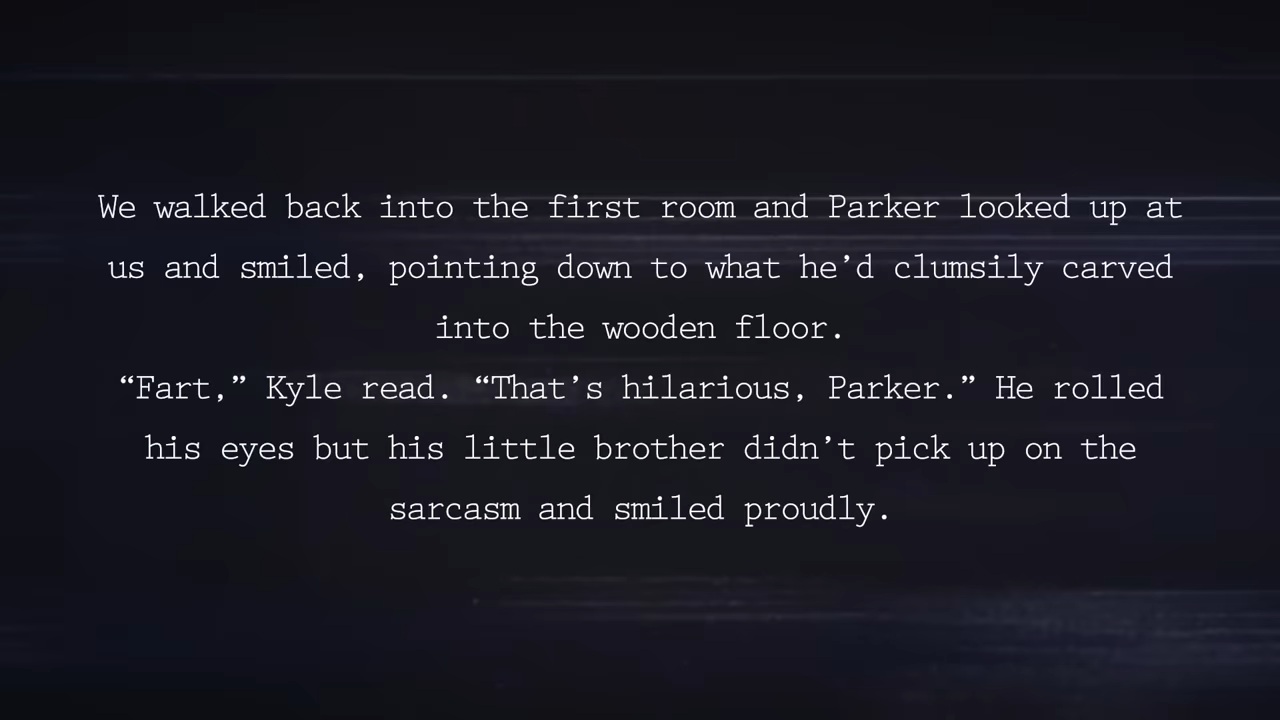 We walked back into the first room and Parker looked up at
us and smiled, pointing down to what he’d clumsily carved
into the wooden floor.
“Fart,” Kyle read. “That’s hilarious, Parker.” He rolled
his eyes but his little brother didn’t pick up on the
sarcasm and smiled proudly.